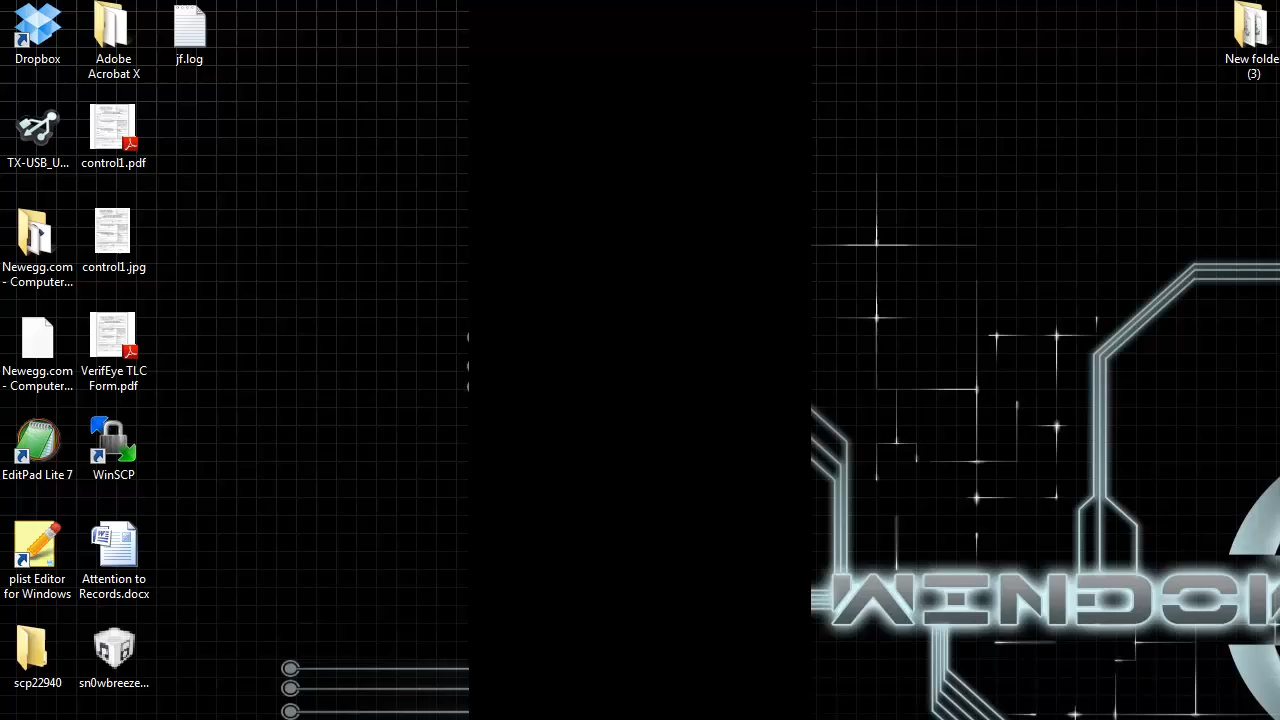 Dropbox
Adobe
Acrobat X
jf.log
New folde
(3)
TX-USB_U...
control1.pdf
Newegg.com
- Computer...
control1.jpg
Newegg.com
- Computer...
VerifEye TLC
Form.pdf
EditPad Lite 7
WinSCP
plist Editor
for Windows
Attention to
Records.docx
WINDOW
scp22940
sn0wbreeze...